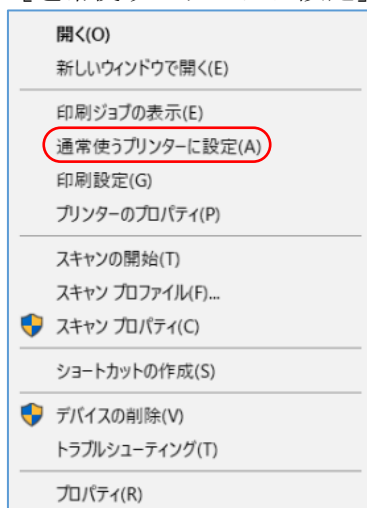 開く(O)
新しいウィンドウで開く(E)
印刷ジョブの表示(E)
通常使うプリンターに設定(A)
印刷設定(G)
プリンターのプロパティ(P)
スキャンの開始(T)
スキャン プロファイル(F)...
スキャン プロパティ(C)
ショートカットの作成(S)
デバイスの削除(V)
トラブルシューティング(T)
プロパティ(R)